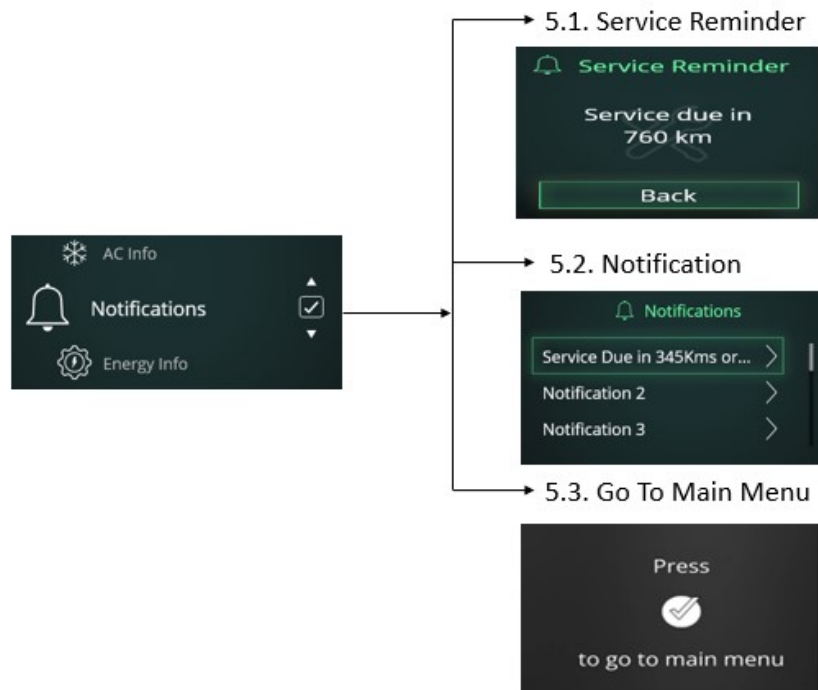 5.1. Service Reminder
Service Reminder
Service due in
760 km
Back
AC Info
Notifications
Energy Info
5.2. Notification
Notifications
Service Due in 345Kms or...
Notification 2
Notification 3
5.3. Go To Main Menu
Press
to go to main menu